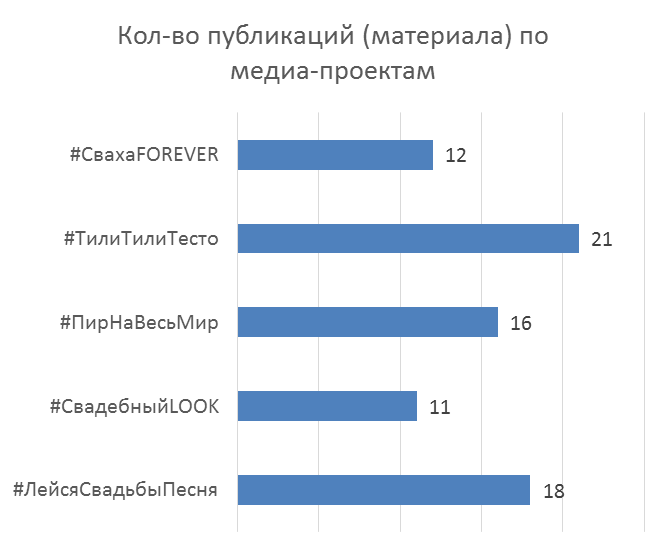 Кол-во публикаций (материала) по
медиа-проектам
#СвахаFOREVER
12
#ТилиТилиТесто
21
#ПирНаВесьМир
16
#СвадебныйLOOK
11
#ЛейсяСвадьбыПесня
18